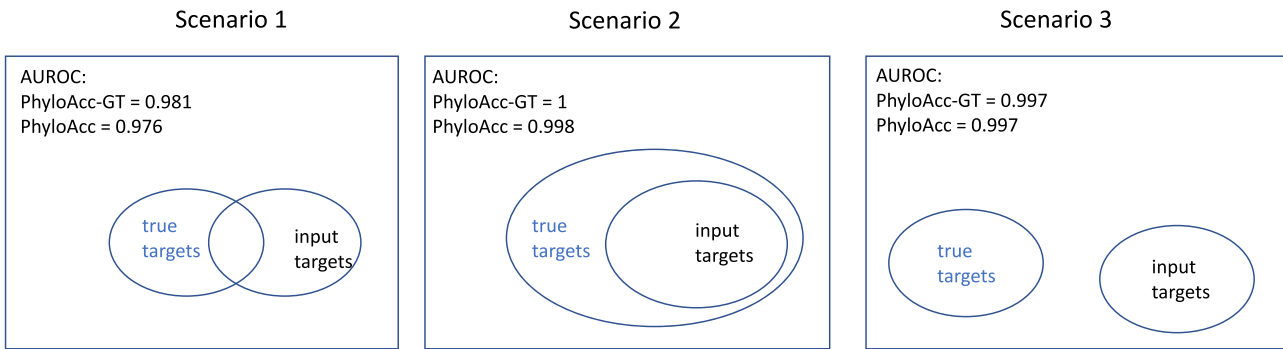 Scenario 1
AUROC:
PhyloAcc-GT = 0.981
PhyloAcc = 0.976
true
targets
input
targets
Scenario 2
AUROC:
PhyloAcc-GT = 1
PhyloAcc = 0.998
true
targets
input
targets
Scenario 3
AUROC:
PhyloAcc-GT = 0.997
PhyloAcc = 0.997
true
targets
input
targets